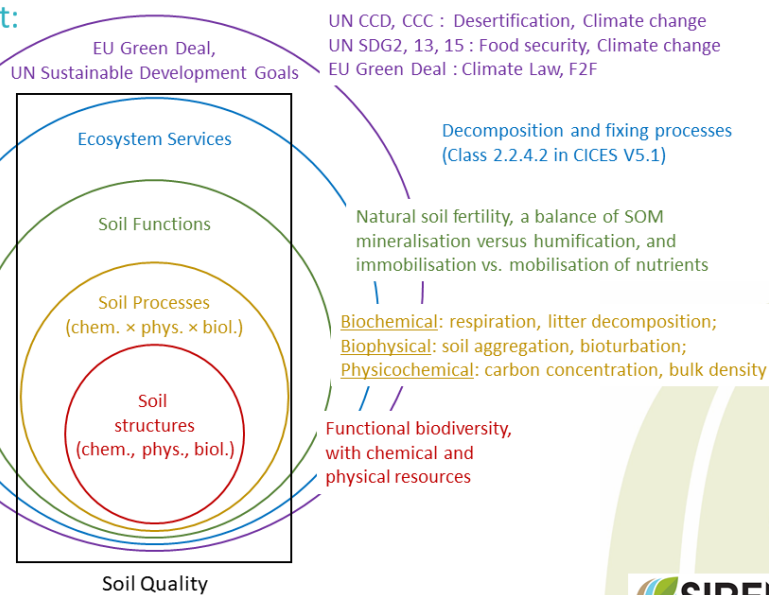 t:
EU Green Deal,
UN Sustainable Development Goals
UN CCD, CCC : Desertification, Climate change
UN SDG2, 13, 15 : Food security, Climate change
EU Green Deal : Climate Law, F2F
Ecosystem Services
Decomposition and fixing processes
(Class 2.2.4.2 in CICES V5.1)
Soil Functions
Natural soil fertility, a balance of SOM
mineralisation versus humification, and
immobilisation vs. mobilisation of nutrients
Soil Processes
(chem. × phys. × biol.)
Biochemical: respiration, litter decomposition;
Biophysical: soil aggregation, bioturbation;
Physicochemical: carbon concentration, bulk density
Soil
structures
(chem., phys., biol.)
Functional biodiversity,
with chemical and
physical resources
Soil Quality